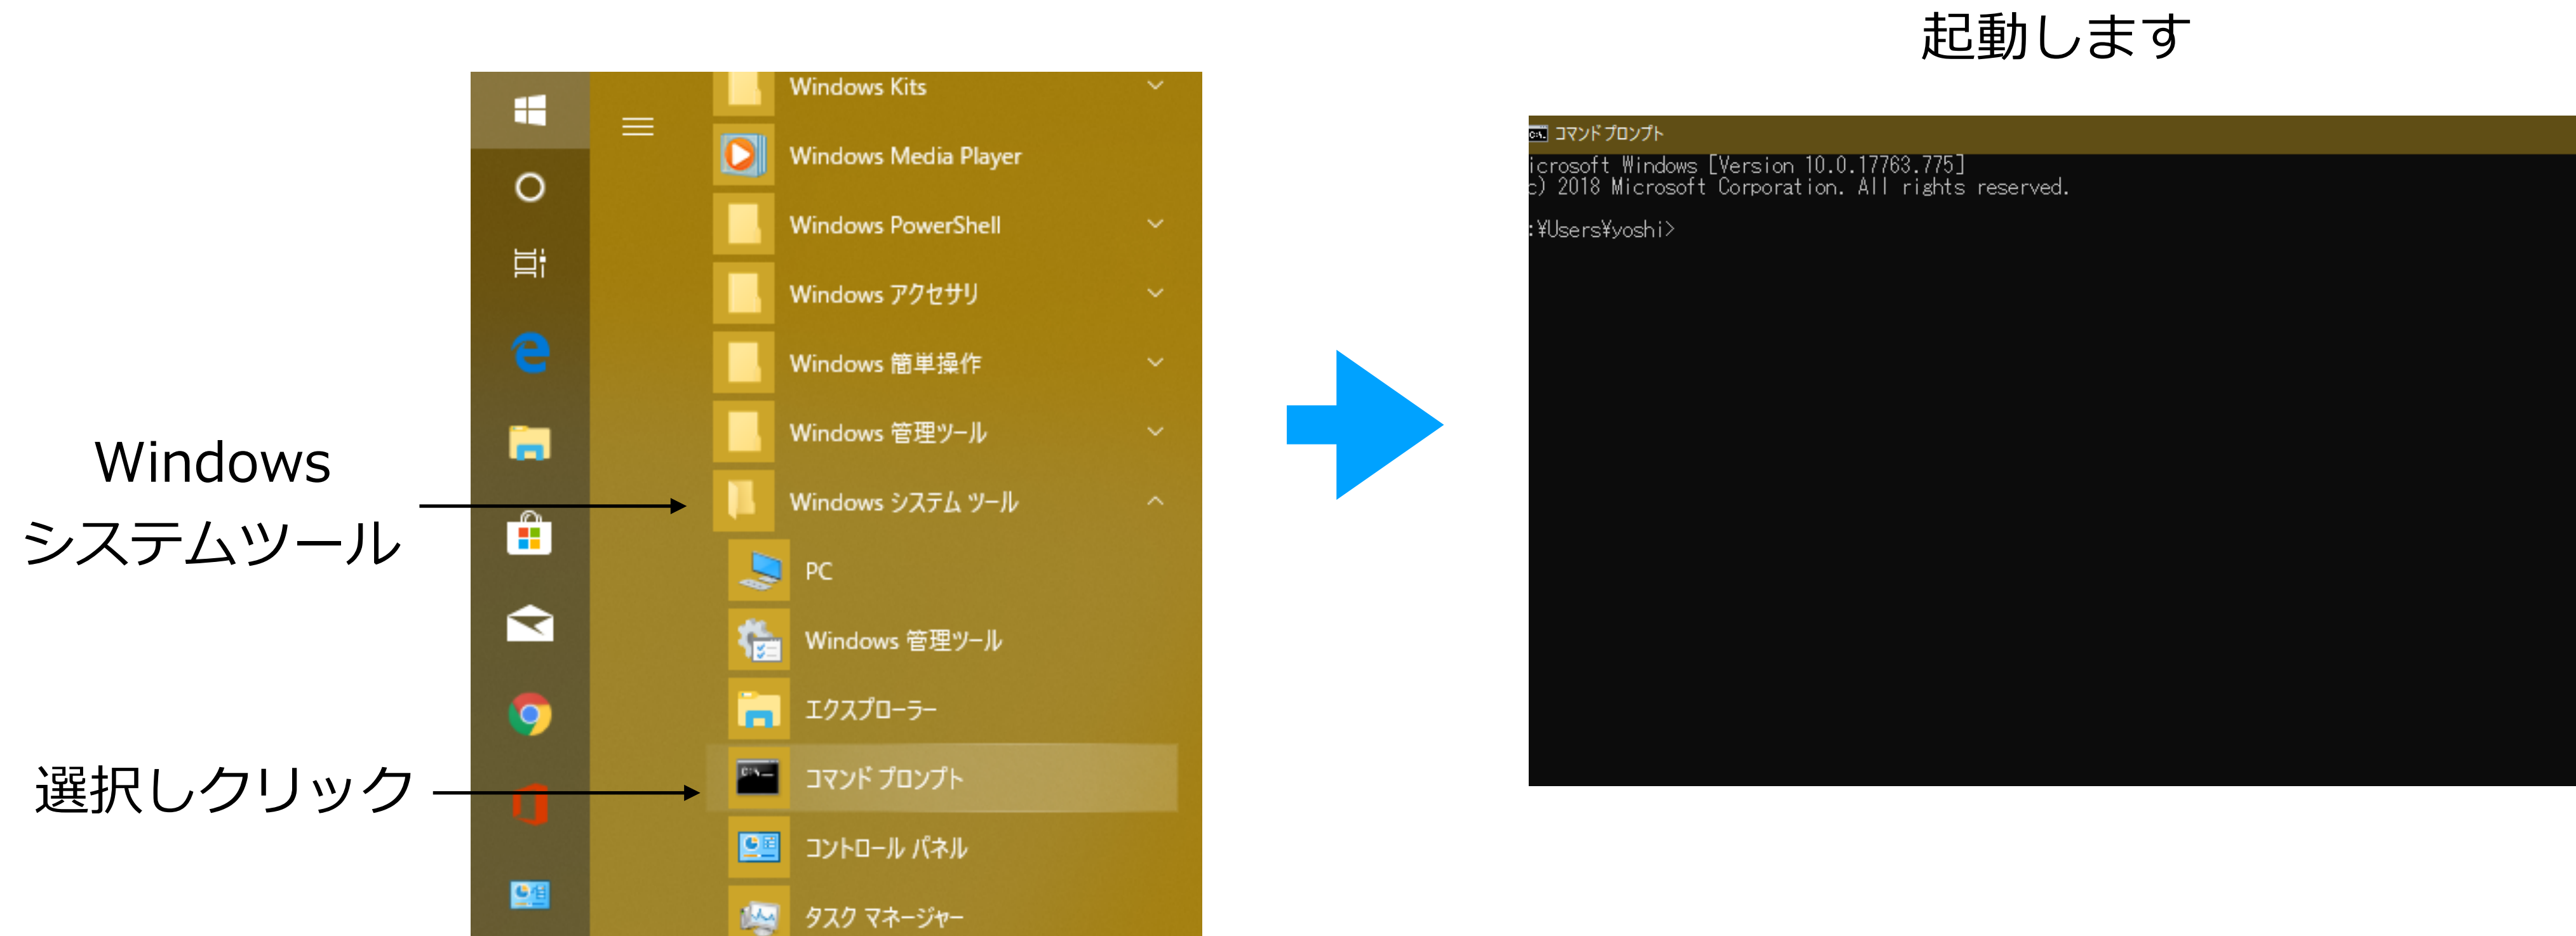 起動します
Windows
システムツール
選択しクリック
Windows Kits
Windows Media Player
Windows PowerShell
Windows アクセサリ
Windows 簡単操作
Windows 管理ツール
Windows システム ツール
PC
Windows 管理ツール
エクスプローラー
コマンド プロンプト
コントロール パネル
タスク マネージャー
コマンド プロンプト
icrosoft Windows [Version 10.0.17763.775]
c) 2018 Microsoft Corporation. All rights reserved.
:¥Users¥yoshi>